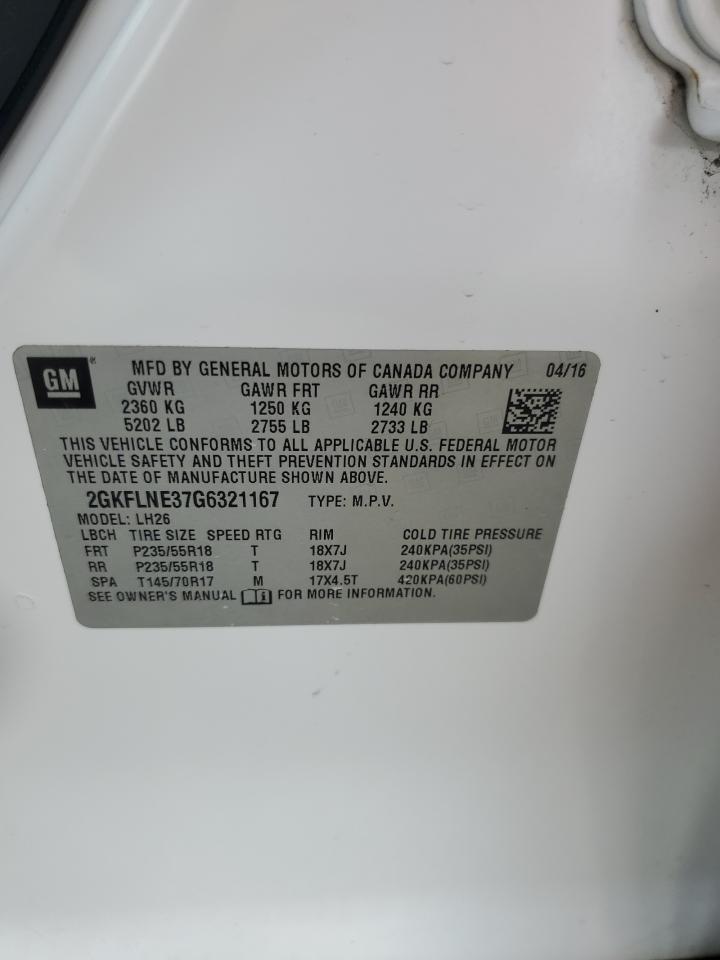 GM® MFD BY GENERAL MOTORS OF CANADA COMPANY 04/16
GVWR GAWR FRT GAWR RR
2360 KG 1250 KG 1240 KG
5202 LB 2755 LB 2733 LB
THIS VEHICLE CONFORMS TO ALL APPLICABLE U.S. FEDERAL MOTOR
VEHICLE SAFETY AND THEFT PREVENTION STANDARDS IN EFFECT ON
THE DATE OF MANUFACTURE SHOWN ABOVE.
2GKFLNE37G6321167 TYPE: M.P.V.
MODEL: LH26
LBCH TIRE SIZE SPEED RTG RIM COLD TIRE PRESSURE
FRT P235/55R18 T 18X7J 240KPA(35PSI)
RR P235/55R18 T 18X7J 240KPA(35PSI)
SPA T145/70R17 M 17X4.5T 420KPA(60PSI)
SEE OWNER'S MANUAL FOR MORE INFORMATION.